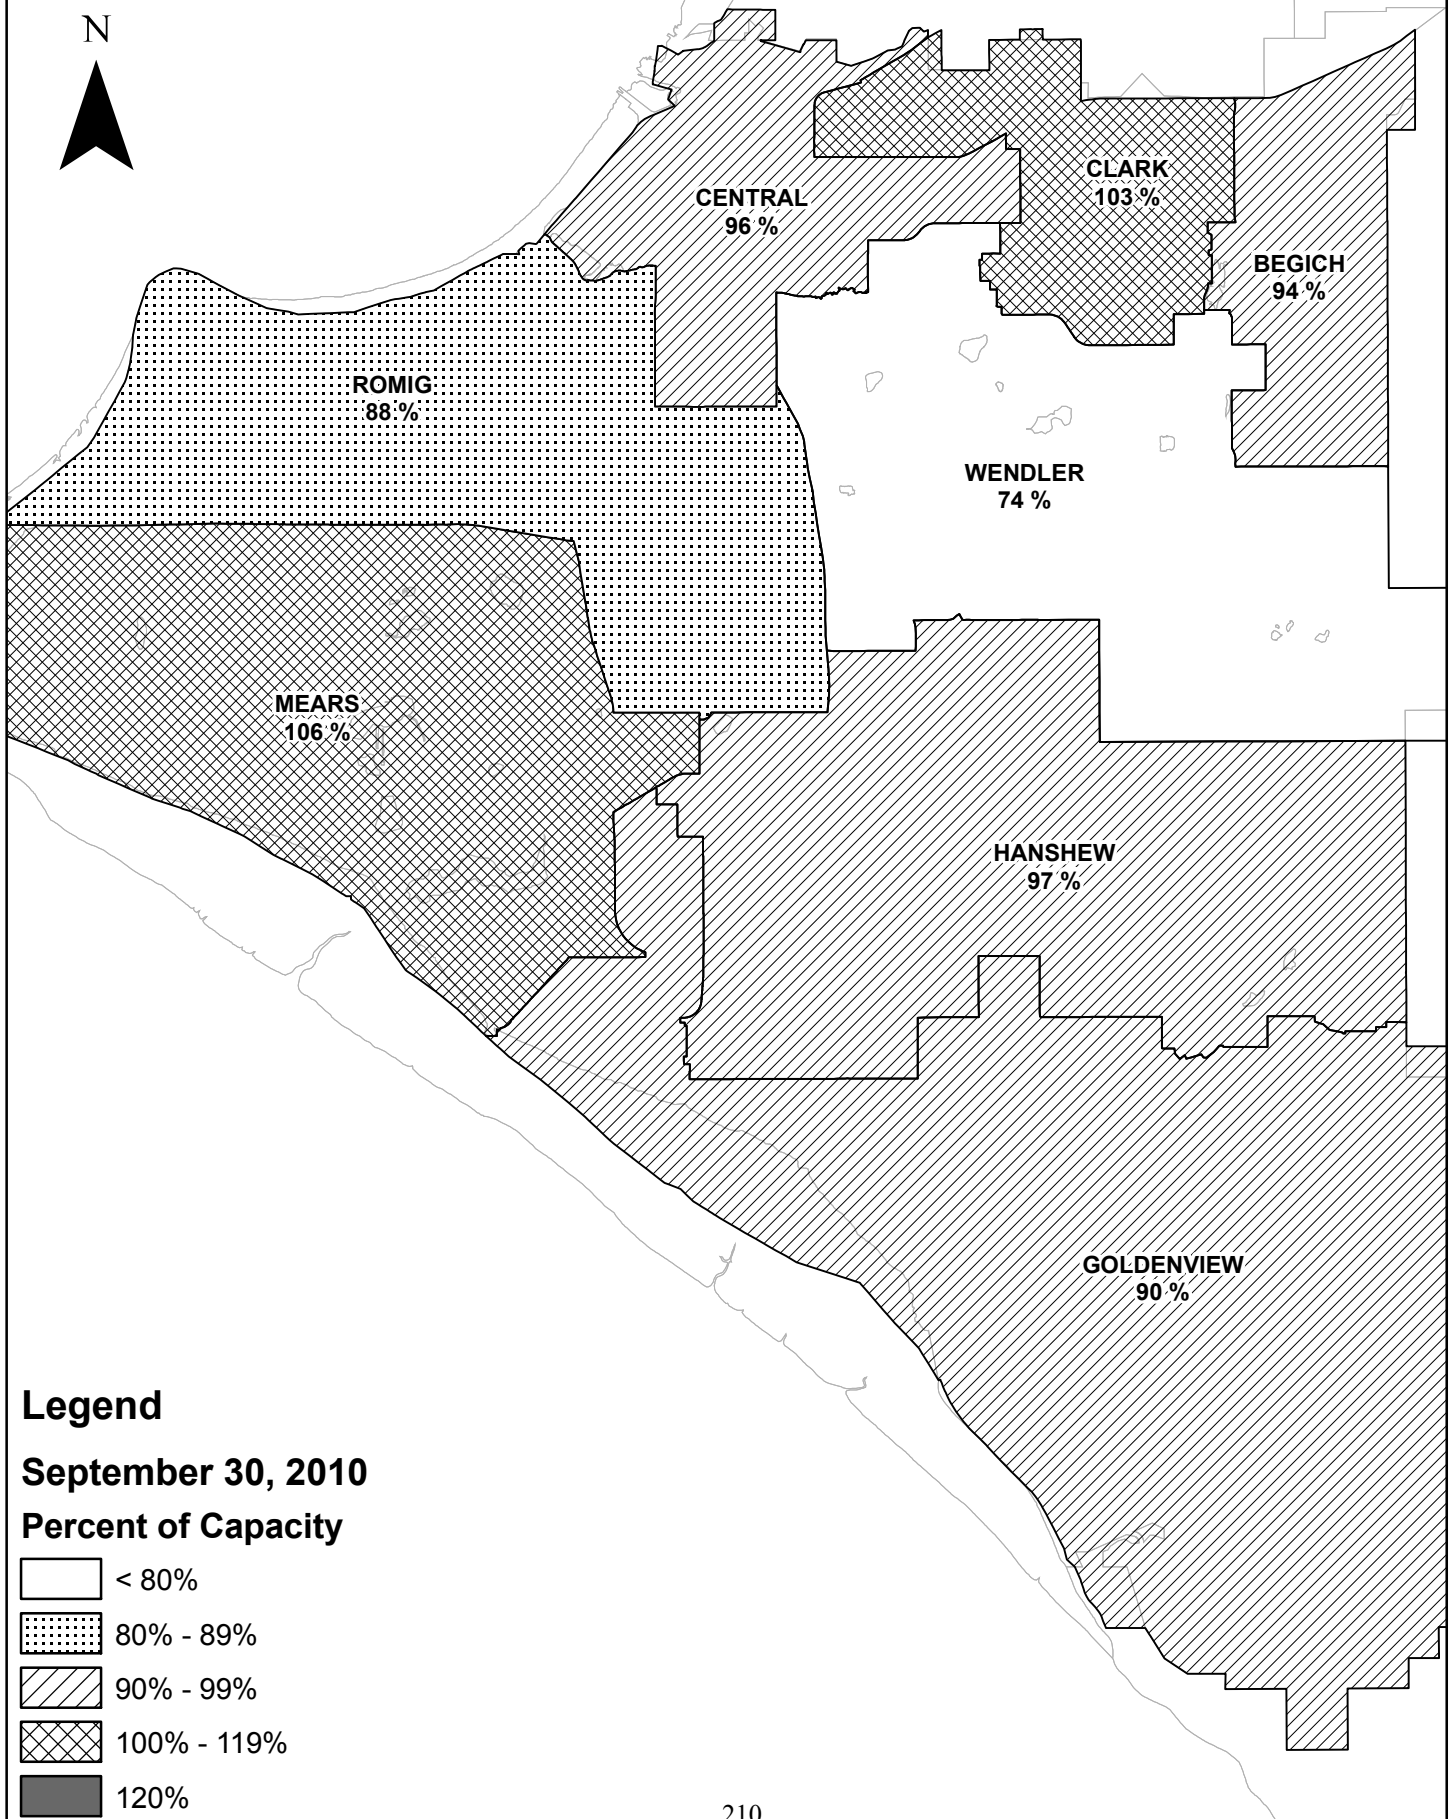 N
CLARK
103 %
CENTRAL
96 %
BEGICH
94 %
ROMIG
88 %
WENDLER
74 %
MEARS
106 %
HANSHEW
97 %
GOLDENVIEW
90 %
Legend
September 30, 2010
Percent of Capacity
< 80%
80% - 89%
90% - 99%
100% - 119%
120%
210